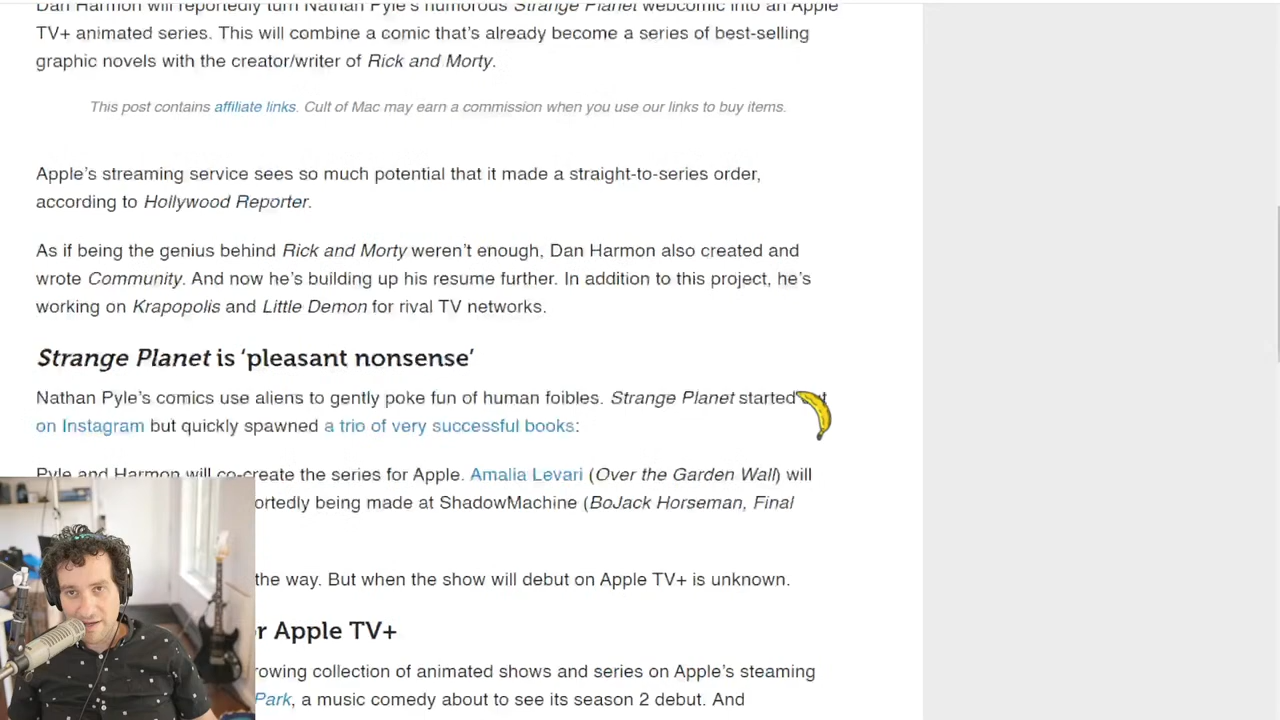 Dan Harmon will reportedly turn Nathan Pyle's humorous Strange Planet webcomic into an Apple
TV+ animated series. This will combine a comic that's already become a series of best-selling
graphic novels with the creator/writer of Rick and Morty.
This post contains affiliate links. Cult of Mac may earn a commission when you use our links to buy items.
Apple's streaming service sees so much potential that it made a straight-to-series order,
according to Hollywood Reporter.
As if being the genius behind Rick and Morty weren't enough, Dan Harmon also created and
wrote Community. And now he's building up his resume further. In addition to this project, he's
working on Krapopolis and Little Demon for rival TV networks.
Strange Planet is 'pleasant nonsense'
Nathan Pyle's comics use aliens to gently poke fun of human foibles. Strange Planet started
on Instagram but quickly spawned a trio of very successful books:
Pyle and Harmon will co-create the series for Apple. Amalia Levari (Over the Garden Wall) will
ortedly being made at ShadowMachine (BoJack Horseman, Final
the way. But when the show will debut on Apple TV+ is unknown.
r Apple TV+
rowing collection of animated shows and series on Apple's steaming
Park, a music comedy about to see its season 2 debut. And